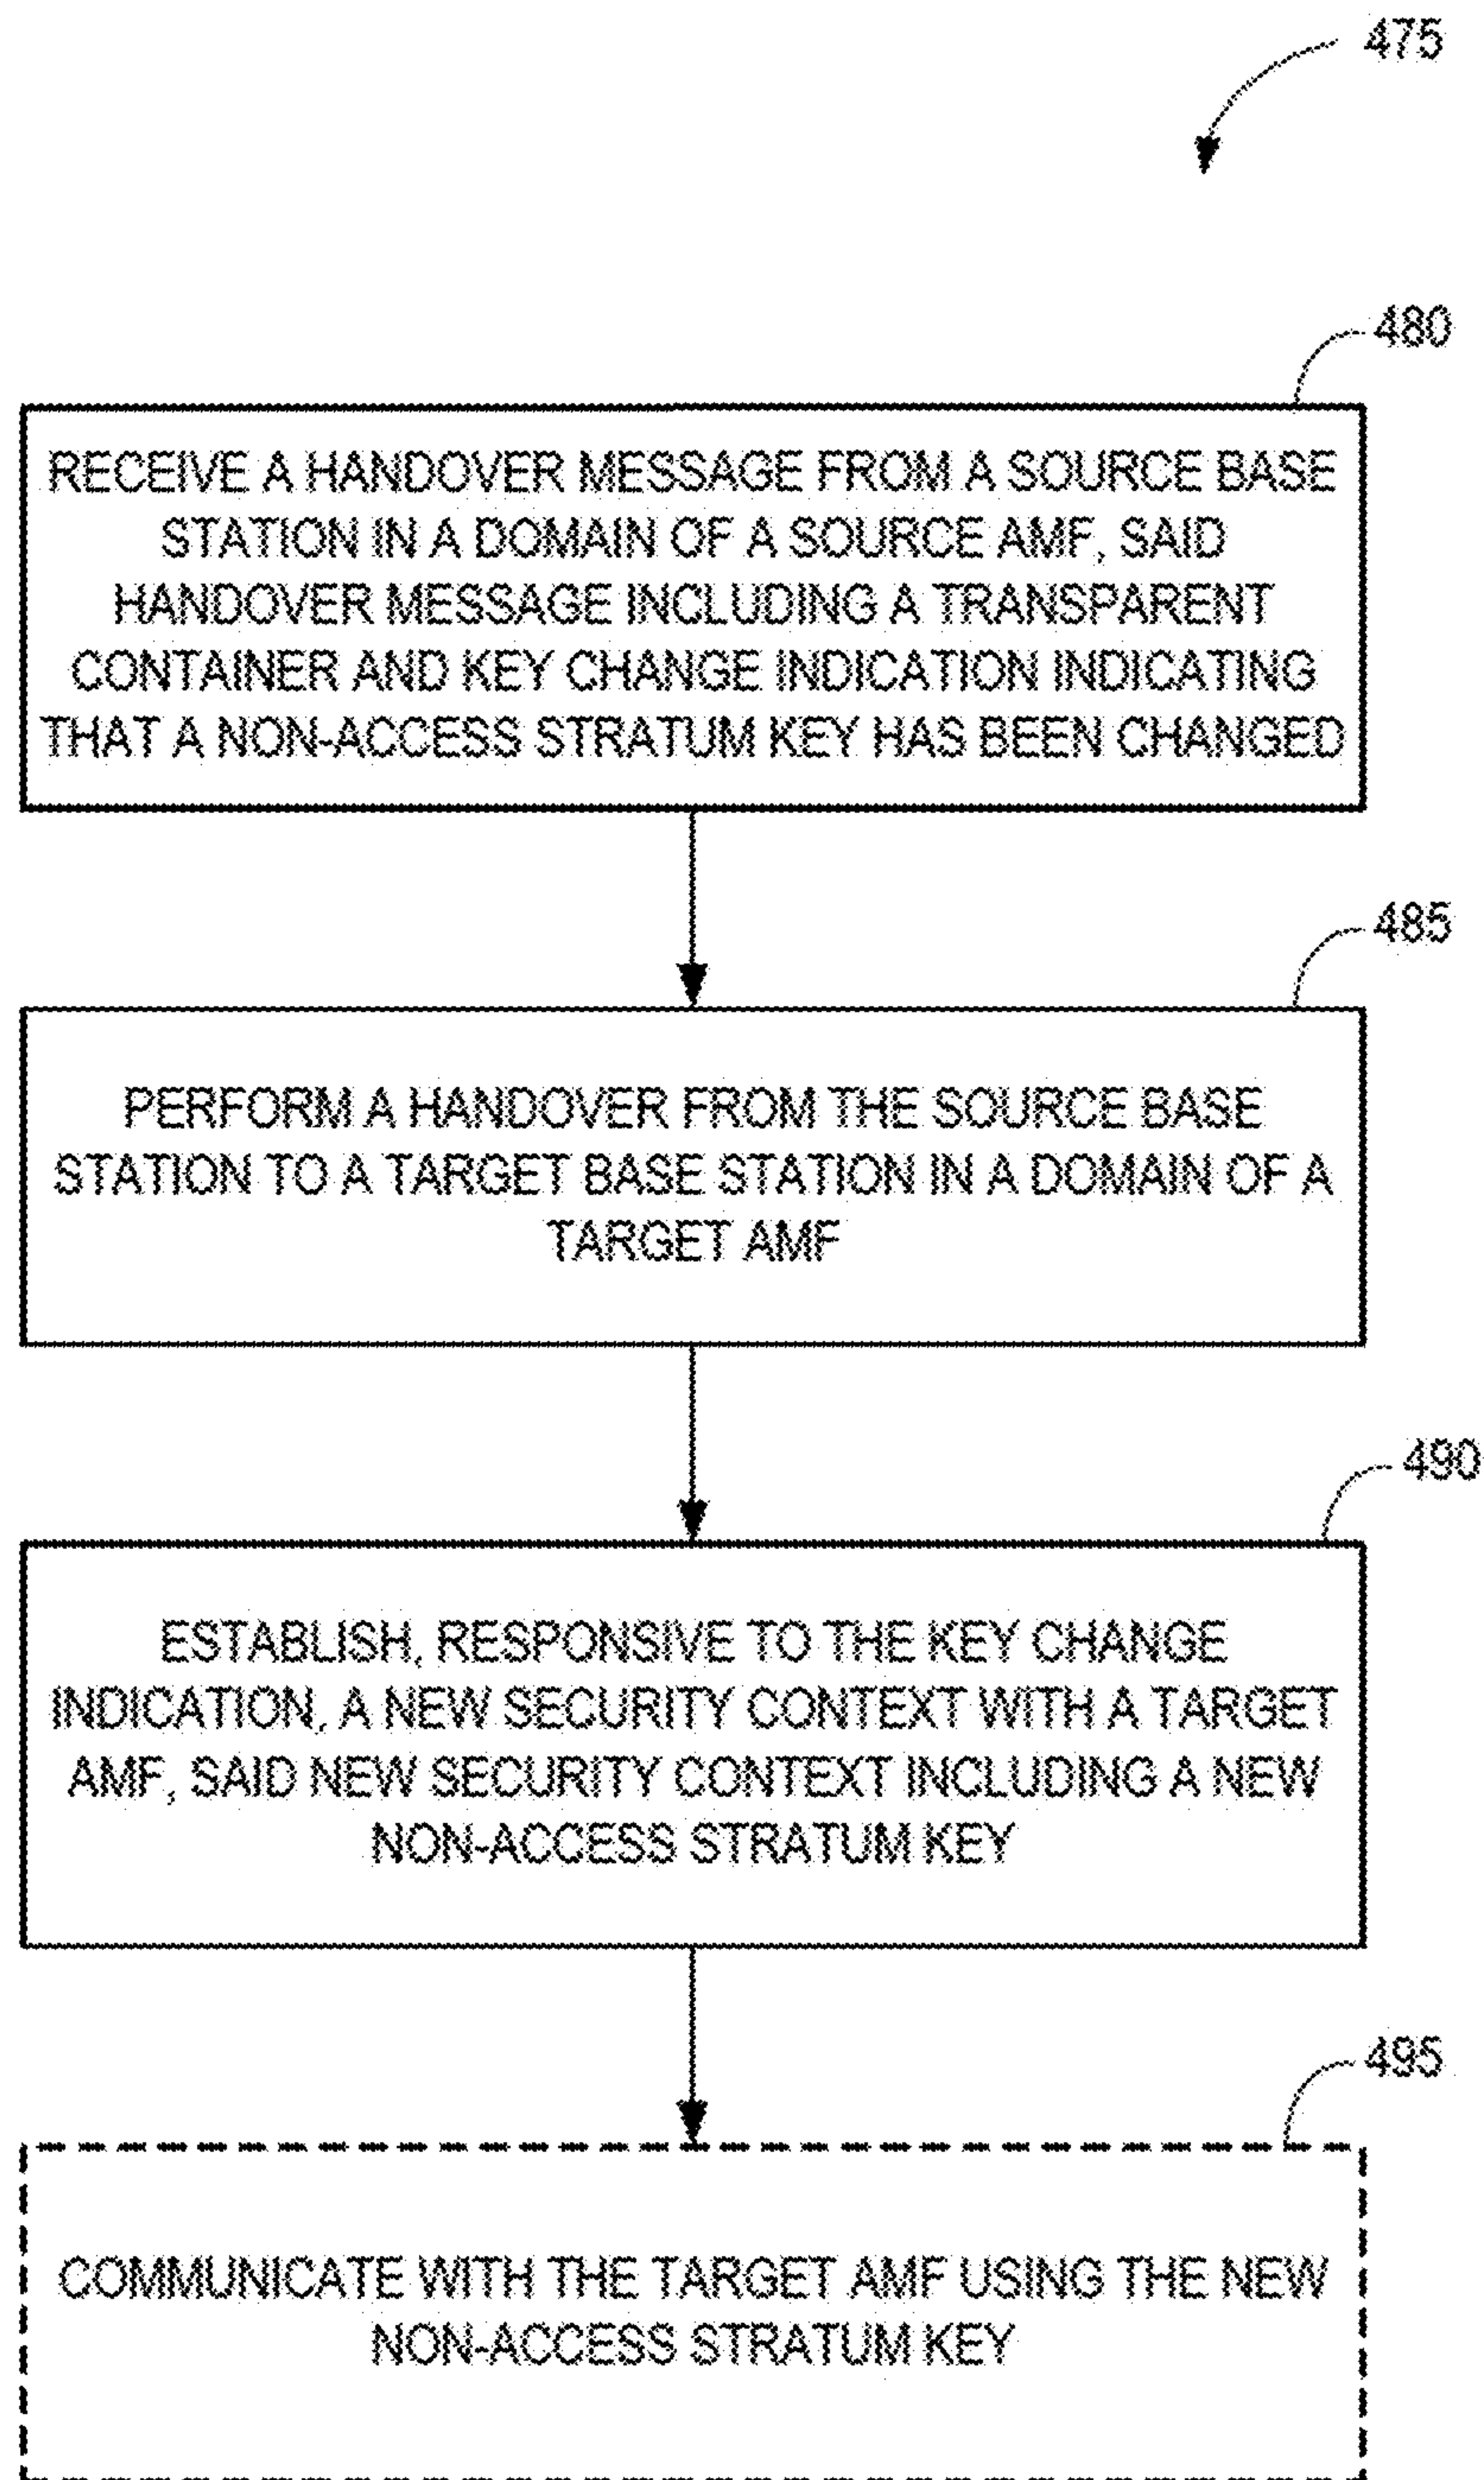 475
480
RECEIVE A HANDOVER MESSAGE FROM A SOURCE BASE
STATION IN A DOMAIN OF A SOURCE AMF, SAID
HANDOVER MESSAGE INCLUDING A TRANSPARENT
CONTAINER AND KEY CHANGE INDICATION INDICATING
THAT A NON-ACCESS STRATUM KEY HAS BEEN CHANGED
485
PERFORM A HANDOVER FROM THE SOURCE BASE
STATION TO A TARGET BASE STATION IN A DOMAIN OF A
TARGET AMF
490
ESTABLISH, RESPONSIVE TO THE KEY CHANGE
INDICATION, A NEW SECURITY CONTEXT WITH A TARGET
AMF, SAID NEW SECURITY CONTEXT INCLUDING A NEW
NON-ACCESS STRATUM KEY
495
COMMUNICATE WITH THE TARGET AMF USING THE NEW
NON-ACCESS STRATUM KEY